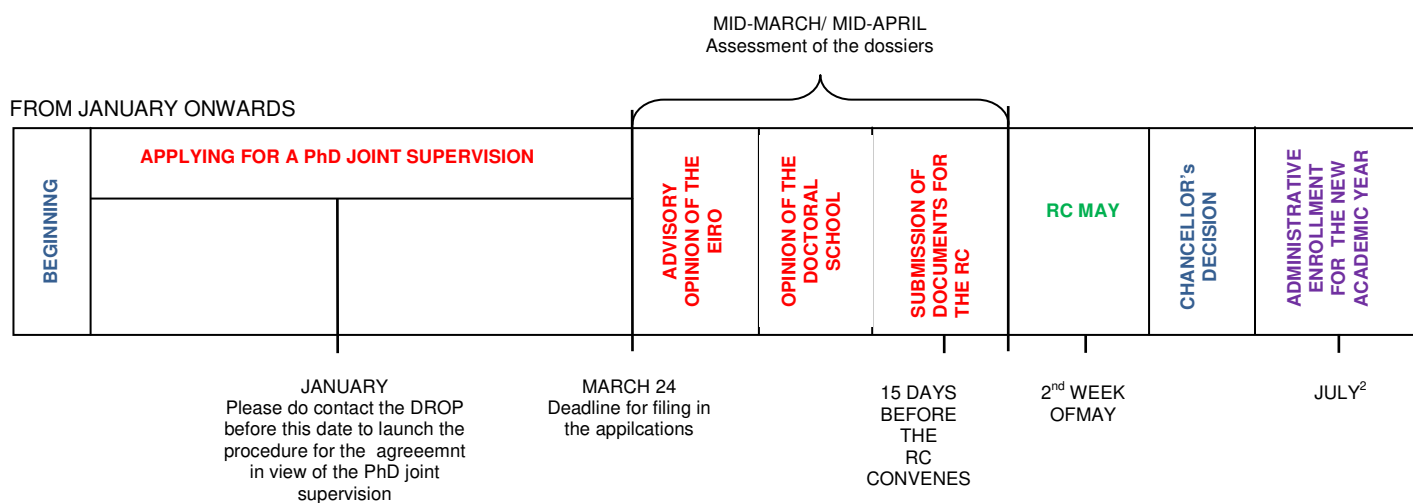 MID-MARCH/ MID-APRIL
Assessment of the dossiers
FROM JANUARY ONWARDS
BEGINNING
APPLYING FOR A PhD JOINT SUPERVISION
ADVISORY
OPINION OF THE
EIRO
OPINION OF THE
DOCTORAL
SCHOOL
SUBMISSION OF
DOCUMENTS FOR
THE RC
RC MAY
CHANCELLOR's
DECISION
ADMINISTRATIVE
ENROLLMENT
FOR THE NEW
ACADEMIC YEAR
JANUARY
Please do contact the DROP
before this date to launch the
procedure for the agreeemnt
in view of the PhD joint
supervision
MARCH 24
Deadline for filing in
the appilcations
15 DAYS
BEFORE
THE
RC
CONVENES
2nd WEEK
OFMAY
JULY2